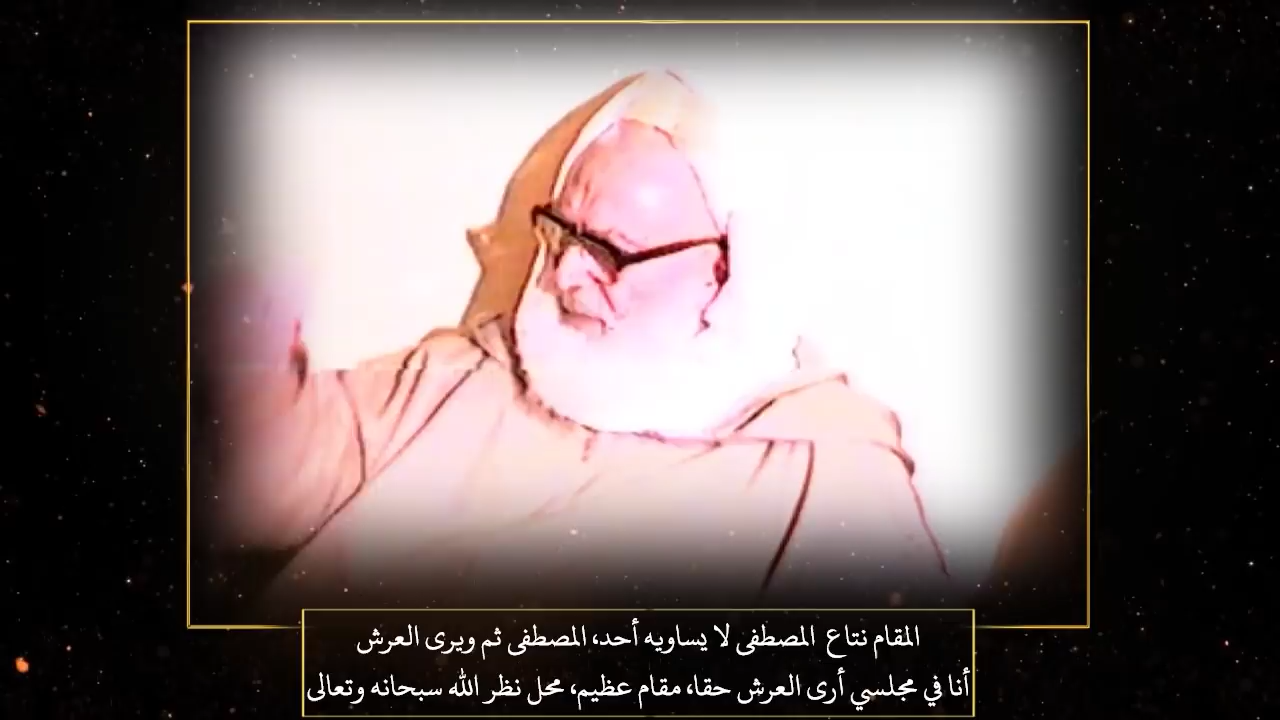 المقام نتاع المصطفى لا يساويه أحد، المصطفى ثم ويرى العرش
أنا في مجلسي أرى العرش حقا، مقام عظيم، محل نظر الله سبحانه وتعالى